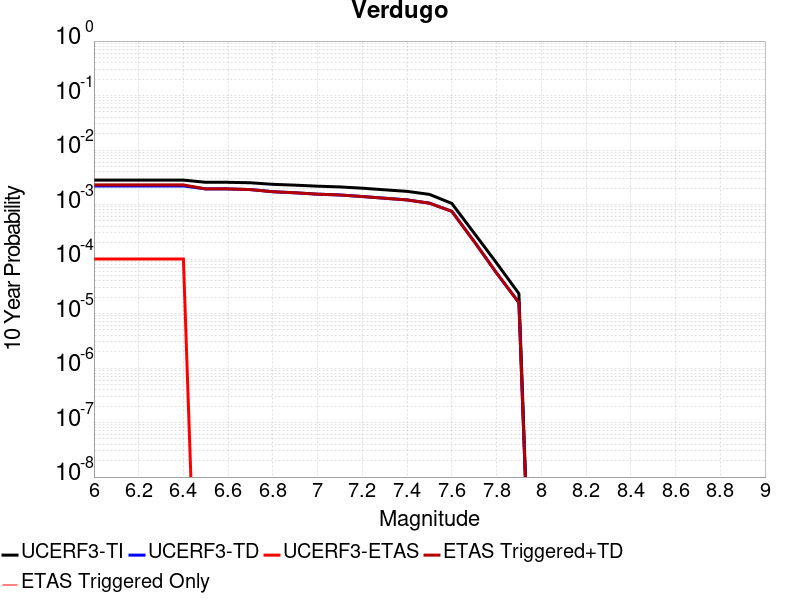 Verdugo
10 0
10 -1
10 -2
10 -3
10 -4
10 -5
10 -6
10 -7
10 -8
10 Year Probability
6 6.2 6.4 6.6 6.8 7 7.2 7.4 7.6 7.8 8 8.2 8.4 8.6 8.8 9
Magnitude
UCERF3-TI UCERF3-TD UCERF3-ETAS ETAS Triggered+TD
ETAS Triggered Only